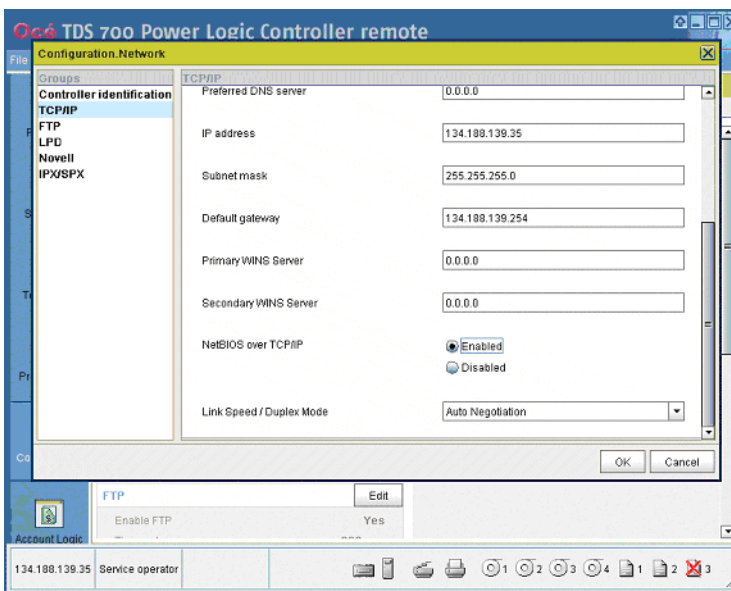 Océ TDS 700 Power Logic Controller remote
File
Configuration.Network
Groups
Controller identification
TCP/IP
FTP
LPD
Novell
IPX/SPX
TCP/IP
Preferred DNS server 0.0.0.0
IP address 134.188.139.35
Subnet mask 255.255.255.0
Default gateway 134.188.139.254
Primary WINS Server 0.0.0.0
Secondary WINS Server 0.0.0.0
NetBIOS over TCP/IP Enabled
Disabled
Link Speed / Duplex Mode Auto Negotiation
OK Cancel
FTP Edit
Enable FTP Yes
Account Logic
134.188.139.35 Service operator 1 2 3 4 1 2 3